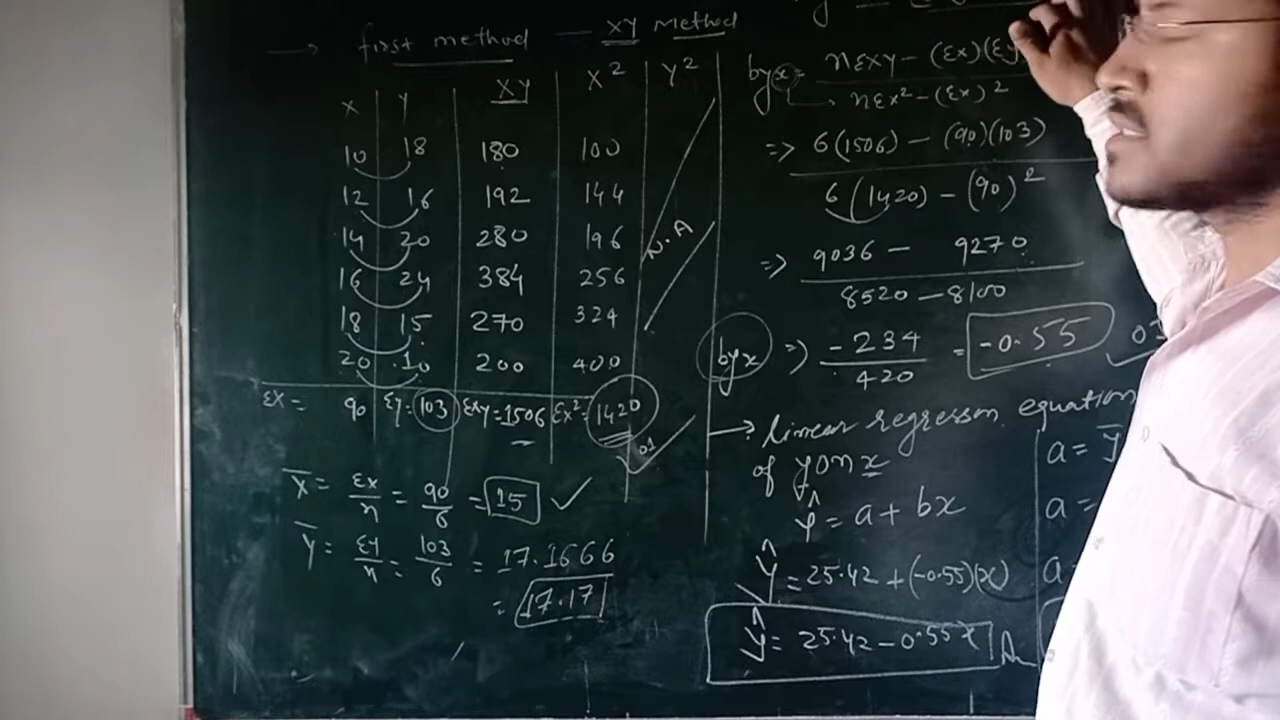 → first method — XY method
X Y XY X² Y²
10 18 180 100
12 16 192 144
14 20 280 196
16 24 384 256
18 15 270 324
20 10 200 400
N.A
Σx = 90 Σy = 103 Σxy = 1506 Σx² = 1420
X̄ = Σx/n = 90/6 = 15 ✓
Ȳ = Σy/n = 103/6 = 17.1666
= 17.17
byx = nΣxy – (Σx)(Σy
nΣx² – (Σx)²
=> 6(1506) – (90)(103)
6(1420) – (90)²
=> 9036 – 9270
8520 – 8100
byx => -234/420 = -0.55
→ linear regresson equation
of y on x
ŷ = a + bx
ŷ = 25.42 + (-0.55)(x)
ŷ = 25.42 – 0.55x
a = ȳ
a =
a =